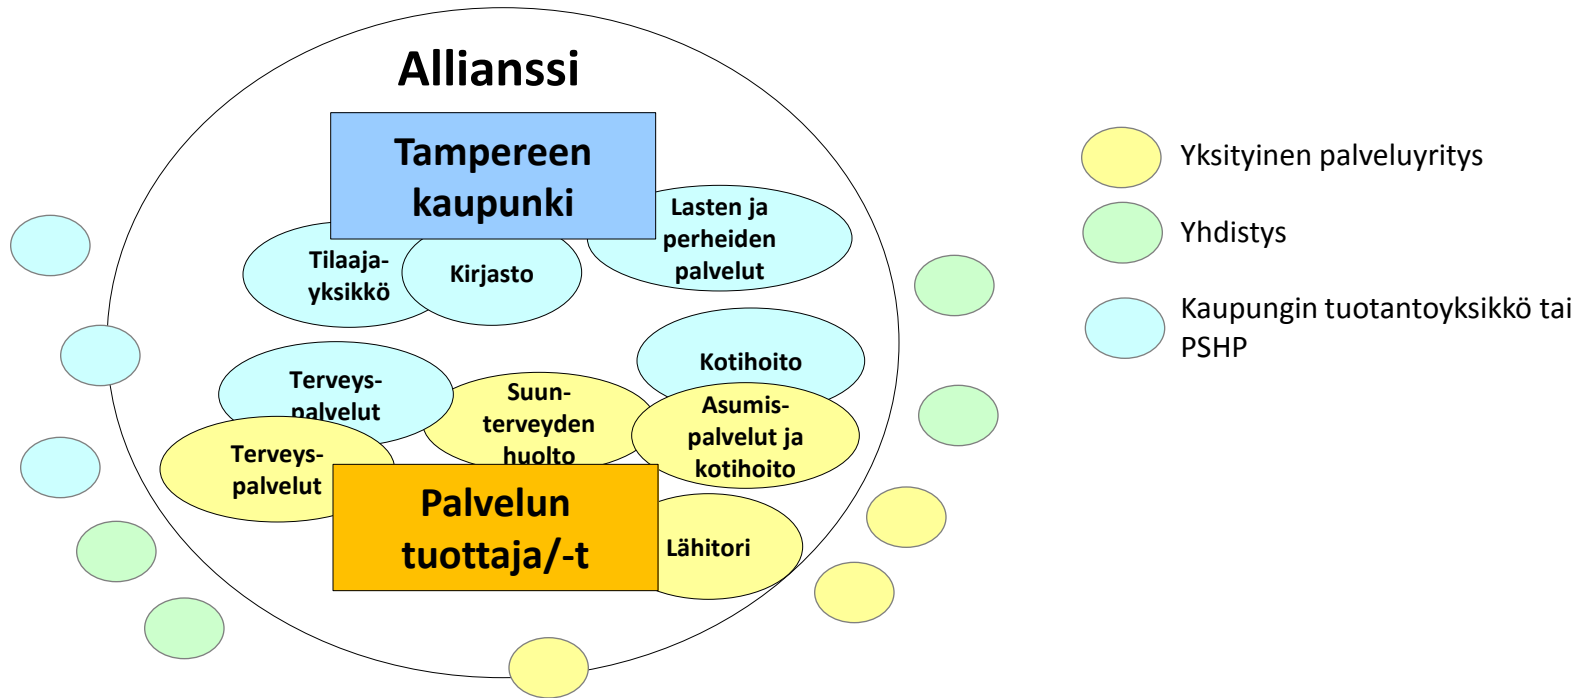 Allianssi
Tampereen
kaupunki
Lasten ja
perheiden
palvelut
Tilaaja-
yksikkö
Kirjasto
Kotihoito
Terveys-
palvelut
Suun-
terveyden
huolto
Asumis-
palvelut ja
kotihoito
Terveys-
palvelut
Palvelun
tuottaja/-t
Lähitori
Yksityinen palveluyritys
Yhdistys
Kaupungin tuotantoyksikkö tai
PSHP